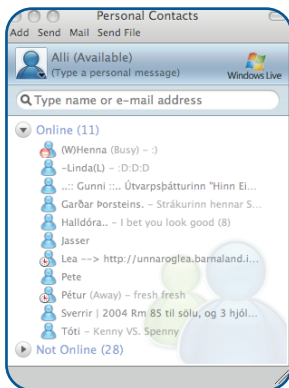 Personal Contacts
Add Send Mail Send File
Alli (Available)
(Type a personal message)
Windows Live
Type name or e-mail address
Online (11)
(W)Henna (Busy) – :)
–Linda(L) – :D:D:D
..:: Gunni ::.. Útvarpsþátturinn "Hinn Ei...
Garðar Þorsteins. – Strákurinn hennar S...
Halldóra.. – I bet you look good (8)
Jasser
Lea --> http://unnaroglea.barnaland.i...
Pete
Pétur (Away) – fresh fresh
Sverrir | 2004 Rm 85 til sölu, og 3 hjól...
Tóti – Kenny VS. Spenny
Not Online (28)